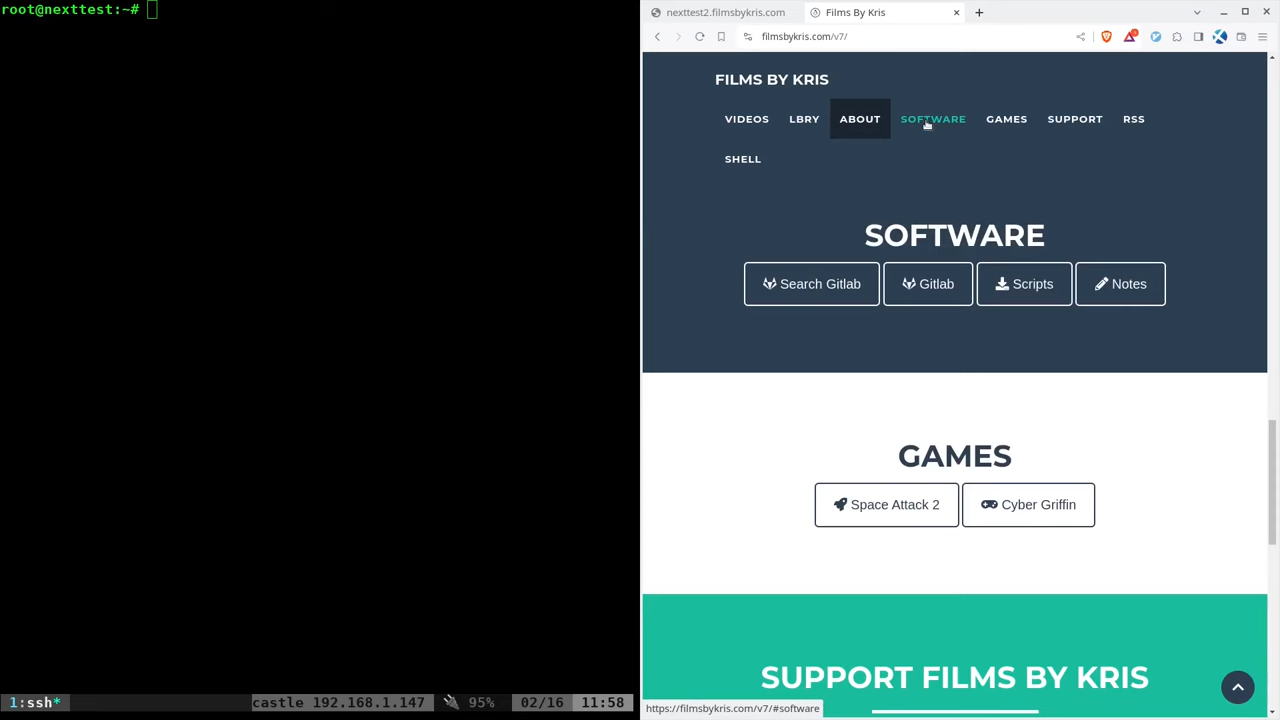 root@nexttest:~#
1:ssh*
castle 192.168.1.147
95%
02/16
11:58
nexttest2.filmsbykris.com
Films By Kris
filmsbykris.com/v7/
FILMS BY KRIS
VIDEOS
LBRY
ABOUT
SOFTWARE
GAMES
SUPPORT
RSS
SHELL
SOFTWARE
Search Gitlab
Gitlab
Scripts
Notes
GAMES
Space Attack 2
Cyber Griffin
SUPPORT FILMS BY KRIS
https://filmsbykris.com/v7/#software